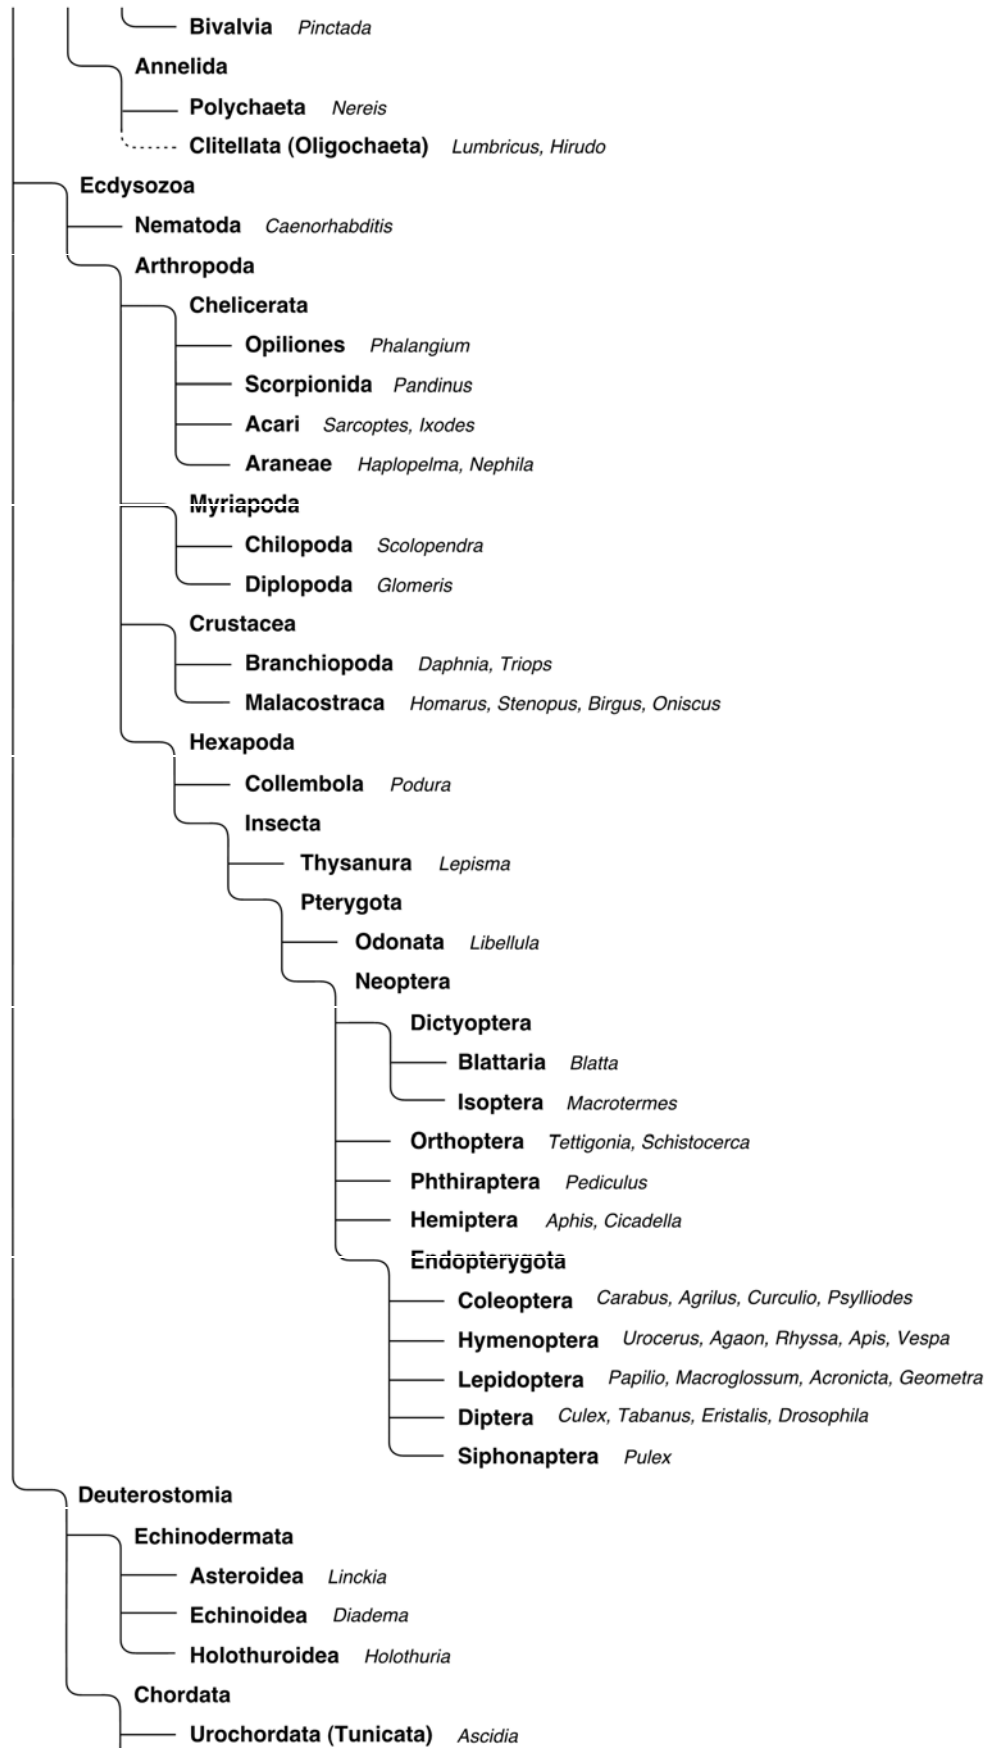 Bivalvia Pinctada
Annelida
Polychaeta Nereis
Clitellata (Oligochaeta) Lumbricus, Hirudo
Ecdysozoa
Nematoda Caenorhabditis
Arthropoda
Chelicerata
Opiliones Phalangium
Scorpionida Pandinus
Acari Sarcoptes, Ixodes
Araneae Haplopelma, Nephila
Myriapoda
Chilopoda Scolopendra
Diplopoda Glomeris
Crustacea
Branchiopoda Daphnia, Triops
Malacostraca Homarus, Stenopus, Birgus, Oniscus
Hexapoda
Collembola Podura
Insecta
Thysanura Lepisma
Pterygota
Odonata Libellula
Neoptera
Dictyoptera
Blattaria Blatta
Isoptera Macrotermes
Orthoptera Tettigonia, Schistocerca
Phthiraptera Pediculus
Hemiptera Aphis, Cicadella
Endopterygota
Coleoptera Carabus, Agrilus, Curculio, Psylliodes
Hymenoptera Urocerus, Agaon, Rhyssa, Apis, Vespa
Lepidoptera Papilio, Macroglossum, Acronicta, Geometra
Diptera Culex, Tabanus, Eristalis, Drosophila
Siphonaptera Pulex
Deuterostomia
Echinodermata
Asteroidea Linckia
Echinoidea Diadema
Holothuroidea Holothuria
Chordata
Urochordata (Tunicata) Ascidia